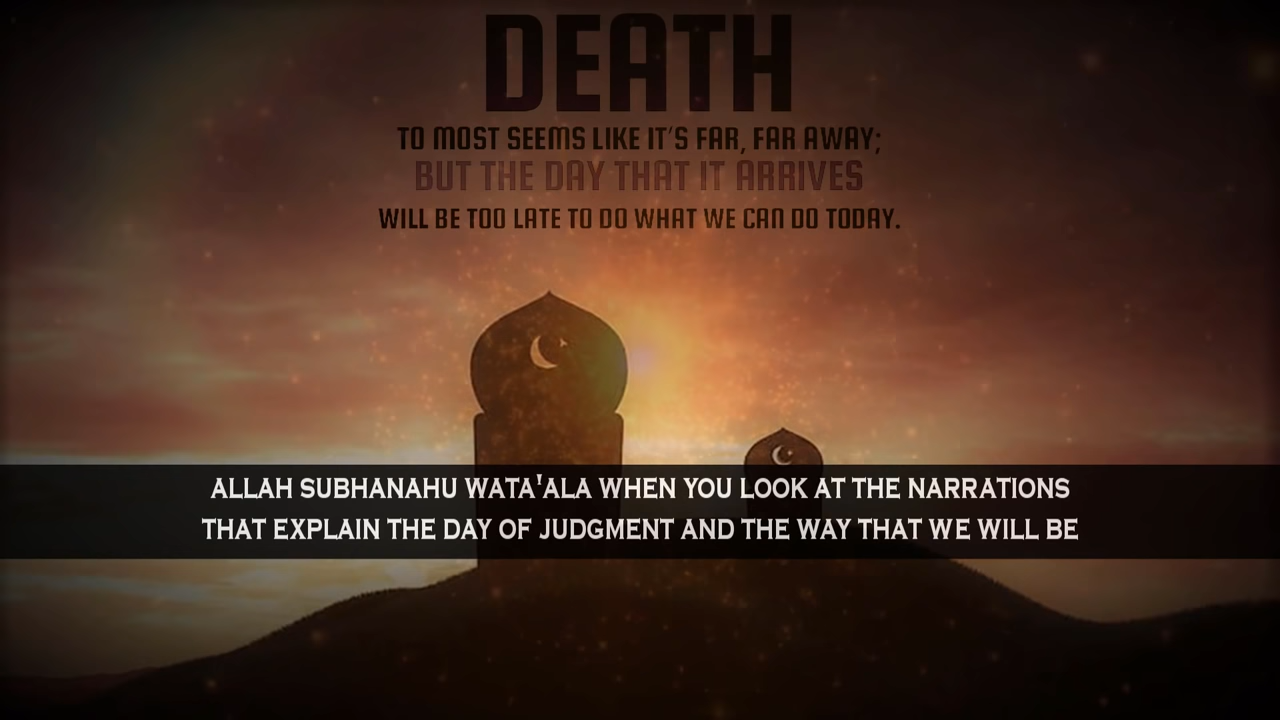 DEATH
TO MOST SEEMS LIKE IT'S FAR, FAR AWAY;
BUT THE DAY THAT IT ARRIVES
WILL BE TOO LATE TO DO WHAT WE CAN DO TODAY.
ALLAH SUBHANAHU WATA'ALA WHEN YOU LOOK AT THE NARRATIONS
THAT EXPLAIN THE DAY OF JUDGMENT AND THE WAY THAT WE WILL BE